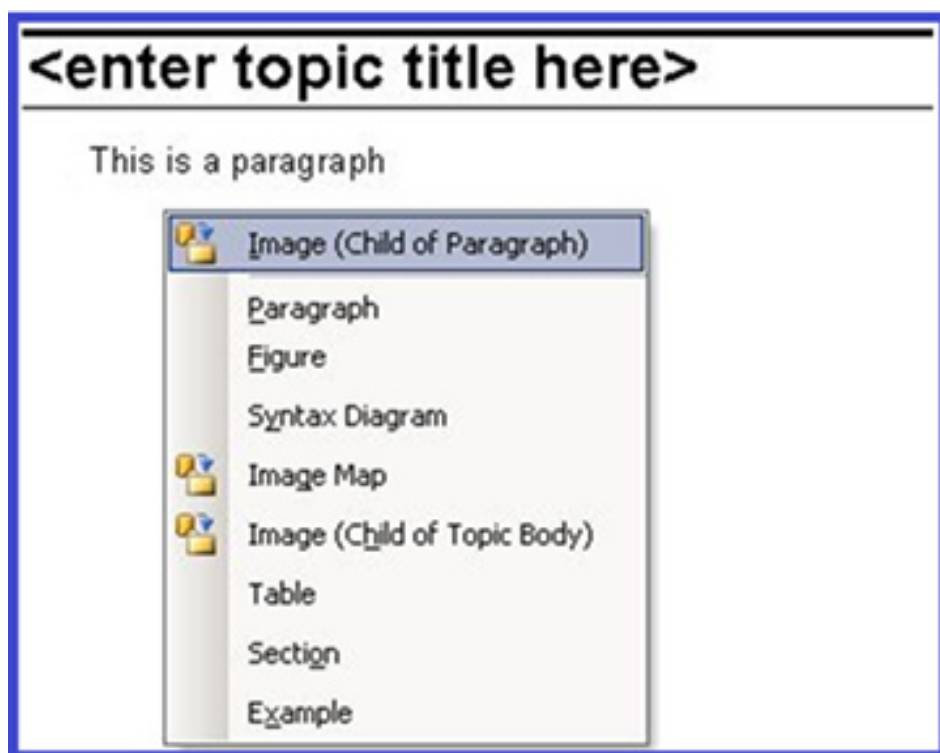 <enter topic title here>
This is a paragraph
Image (Child of Paragraph)
Paragraph
Figure
Syntax Diagram
Image Map
Image (Child of Topic Body)
Table
Section
Example